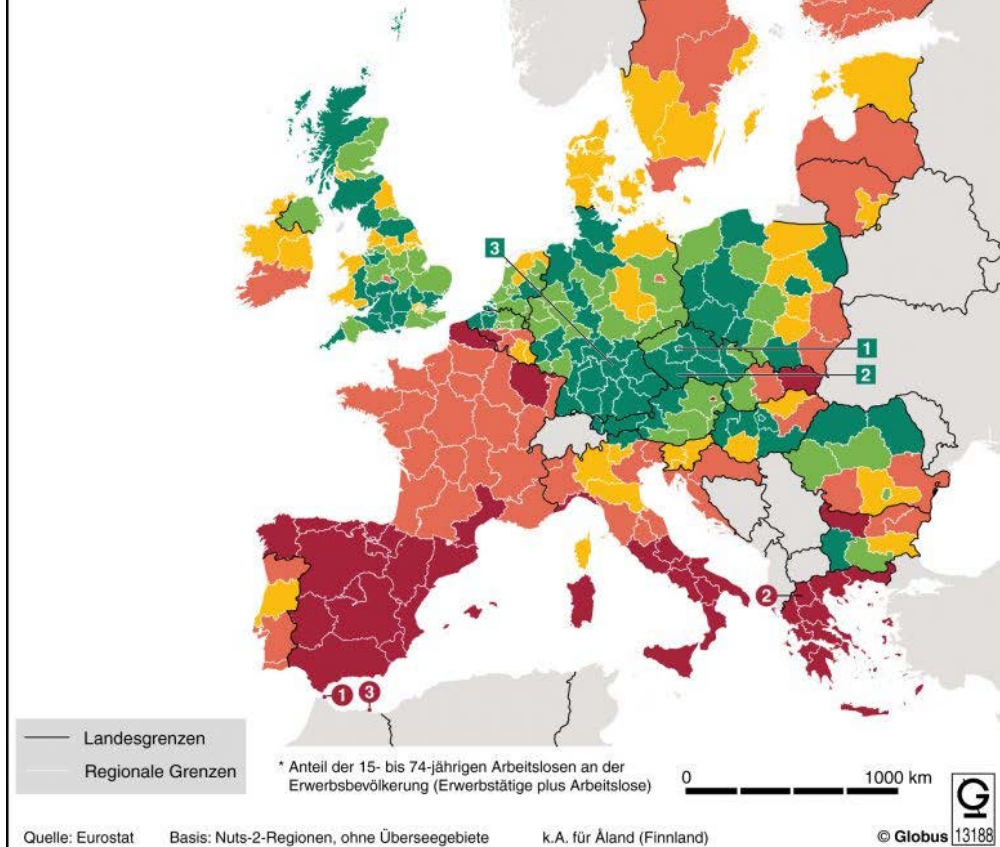 3
1
2
2
1 3
Landesgrenzen
Regionale Grenzen
* Anteil der 15- bis 74-jährigen Arbeitslosen an der
Erwerbsbevölkerung (Erwerbstätige plus Arbeitslose)
0 1000 km
Quelle: Eurostat Basis: Nuts-2-Regionen, ohne Überseegebiete k.A. für Åland (Finnland) © Globus 13188